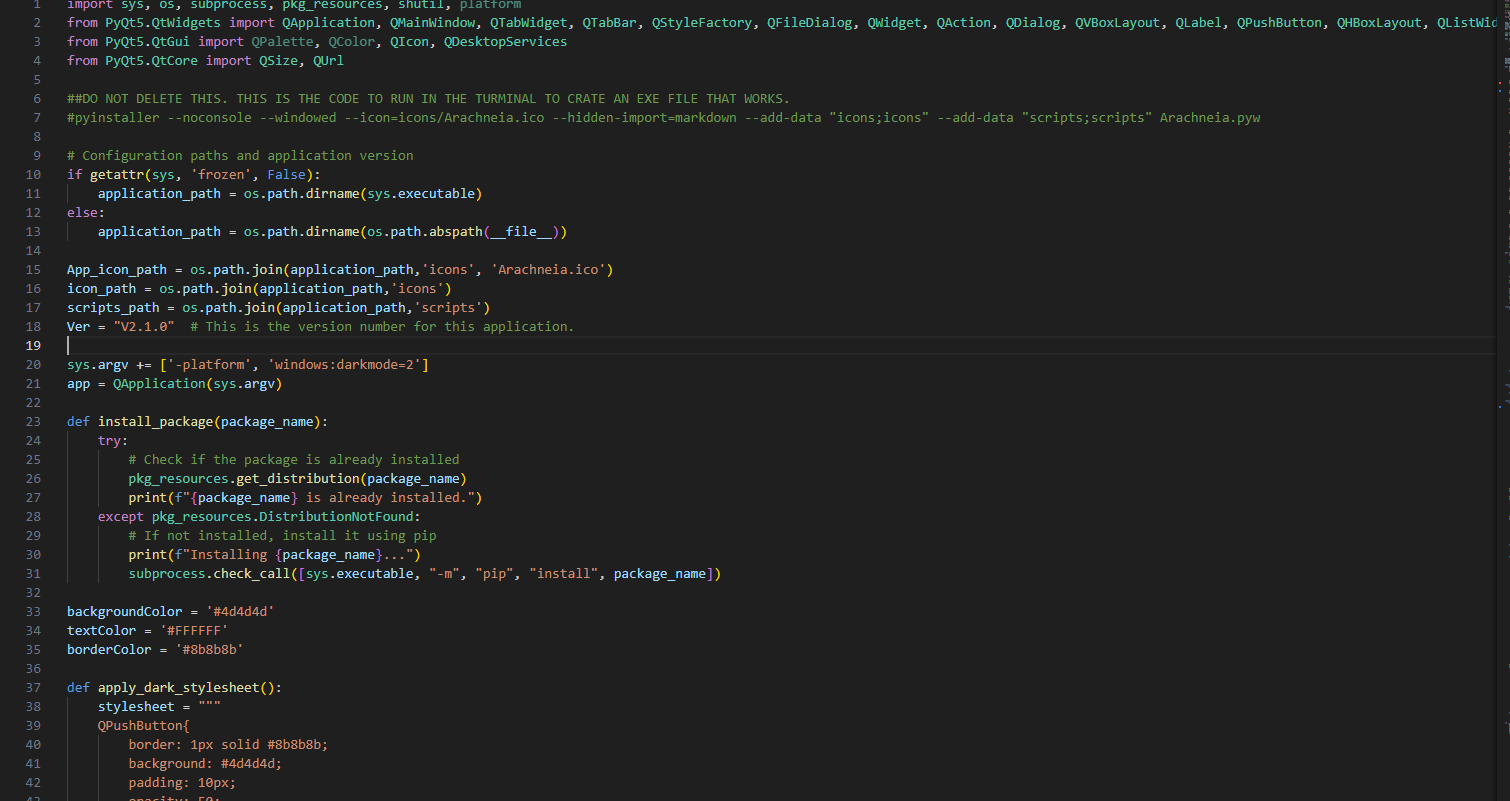 1 import sys, os, subprocess, pkg_resources, shutil, platform
2 from PyQt5.QtWidgets import QApplication, QMainWindow, QTabWidget, QTabBar, QStyleFactory, QFileDialog, QWidget, QAction, QDialog, QVBoxLayout, QLabel, QPushButton, QHBoxLayout, QListWid
3 from PyQt5.QtGui import QPalette, QColor, QIcon, QDesktopServices
4 from PyQt5.QtCore import QSize, QUrl
5
6 ##DO NOT DELETE THIS. THIS IS THE CODE TO RUN IN THE TURMINAL TO CRATE AN EXE FILE THAT WORKS.
7 #pyinstaller --noconsole --windowed --icon=icons/Arachneia.ico --hidden-import=markdown --add-data "icons;icons" --add-data "scripts;scripts" Arachneia.pyw
8
9 # Configuration paths and application version
10 if getattr(sys, 'frozen', False):
11     application_path = os.path.dirname(sys.executable)
12 else:
13     application_path = os.path.dirname(os.path.abspath(__file__))
14
15 App_icon_path = os.path.join(application_path,'icons', 'Arachneia.ico')
16 icon_path = os.path.join(application_path,'icons')
17 scripts_path = os.path.join(application_path,'scripts')
18 Ver = "V2.1.0"  # This is the version number for this application.
19
20 sys.argv += ['-platform', 'windows:darkmode=2']
21 app = QApplication(sys.argv)
22
23 def install_package(package_name):
24     try:
25         # Check if the package is already installed
26         pkg_resources.get_distribution(package_name)
27         print(f"{package_name} is already installed.")
28     except pkg_resources.DistributionNotFound:
29         # If not installed, install it using pip
30         print(f"Installing {package_name}...")
31         subprocess.check_call([sys.executable, "-m", "pip", "install", package_name])
32
33 backgroundColor = '#4d4d4d'
34 textColor = '#FFFFFF'
35 borderColor = '#8b8b8b'
36
37 def apply_dark_stylesheet():
38     stylesheet = """
39     QPushButton{
40         border: 1px solid #8b8b8b;
41         background: #4d4d4d;
42         padding: 10px;
43         opacity: 50;